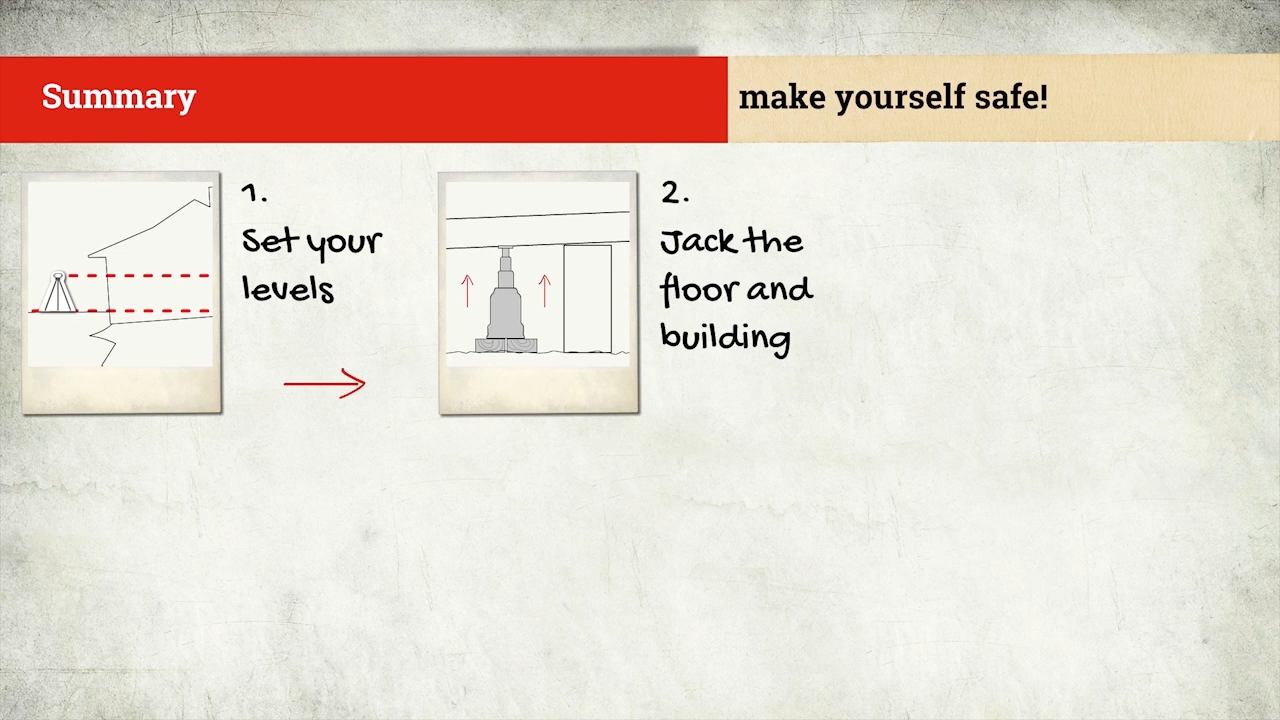 Summary
make yourself safe!
1.
Set your
levels
2.
Jack the
floor and
building